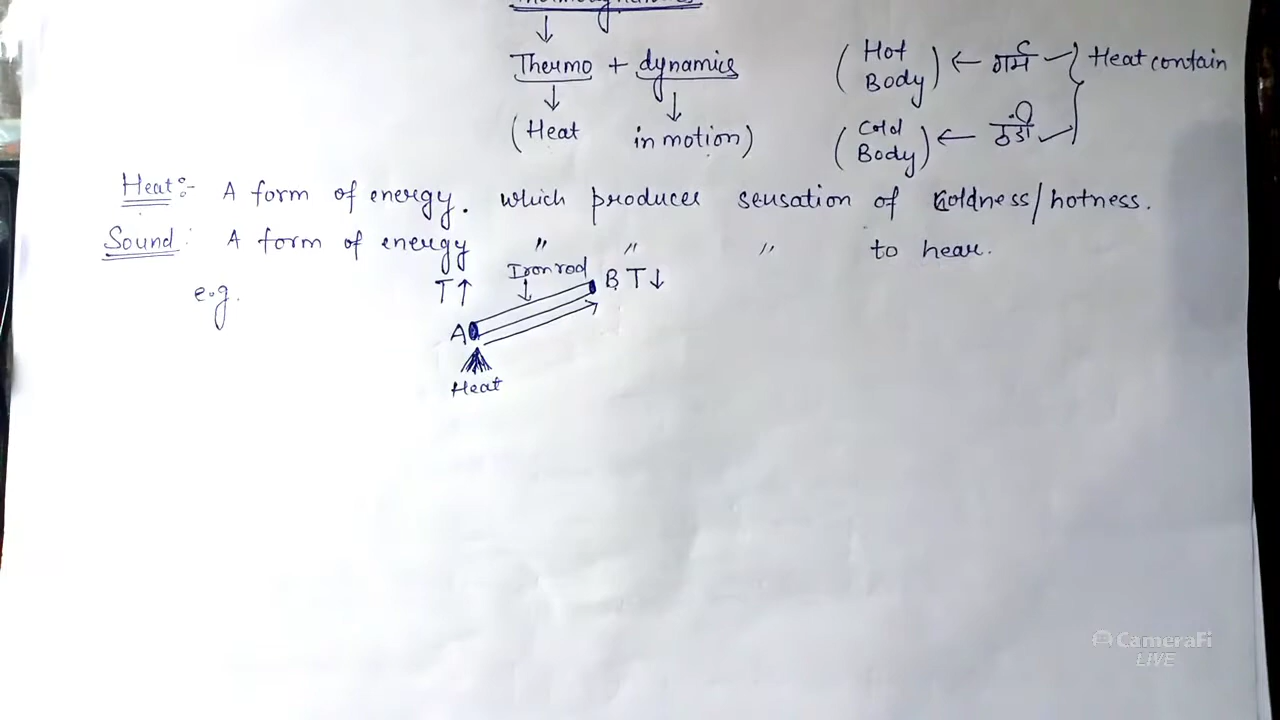 Thermodynamics
Thermo + dynamics
(Heat in motion)
(Hot Body) ← गर्म
Heat contain
(Cold Body) ← ठंडा
Heat:- A form of energy. which produces sensation of Coldness/hotness.
Sound: A form of energy " " " to hear.
e.g.
Iron rod
T↑
B T↓
A
Heat
CameraFi
LIVE